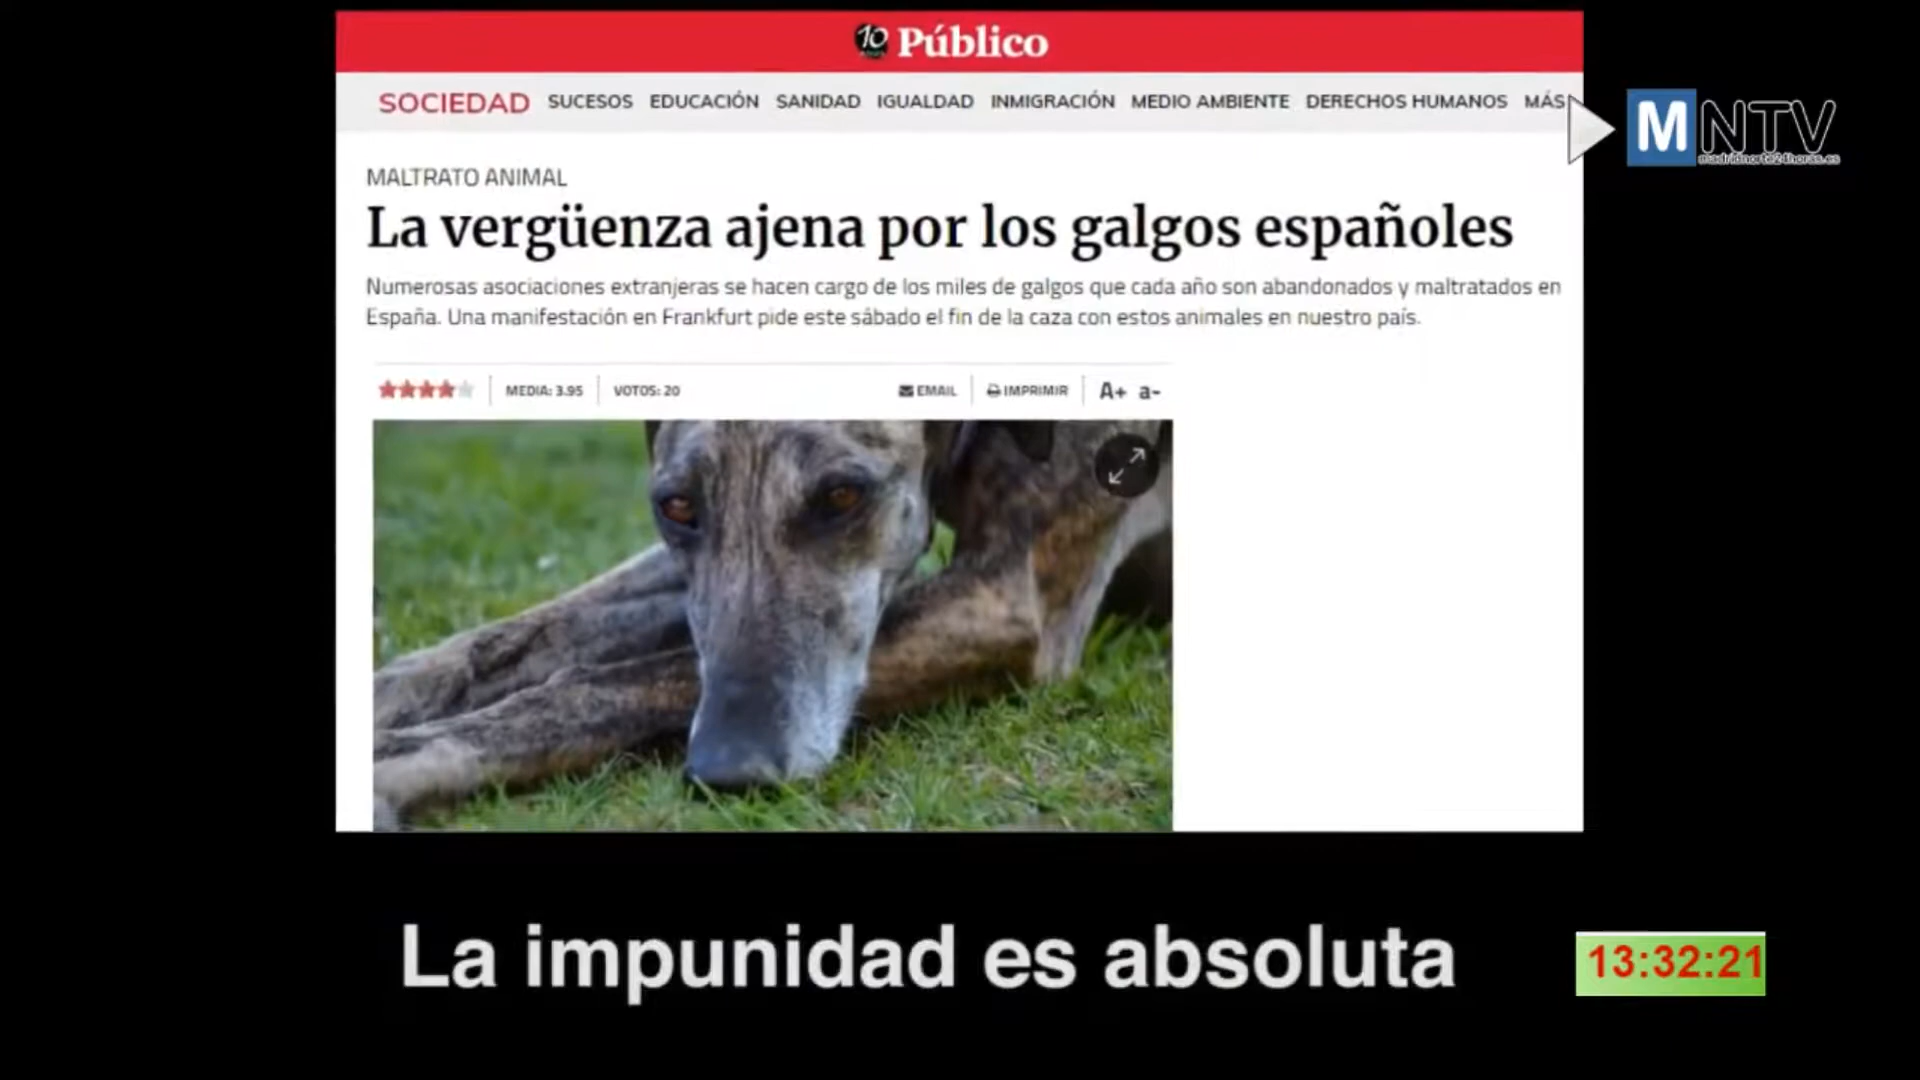 10 Público
SOCIEDAD SUCESOS EDUCACIÓN SANIDAD IGUALDAD INMIGRACIÓN MEDIO AMBIENTE DERECHOS HUMANOS MÁS
MNTV
madridnorte24horas.es
MALTRATO ANIMAL
La vergüenza ajena por los galgos españoles
Numerosas asociaciones extranjeras se hacen cargo de los miles de galgos que cada año son abandonados y maltratados en
España. Una manifestación en Frankfurt pide este sábado el fin de la caza con estos animales en nuestro país.
MEDIA: 3.95 VOTOS: 20 EMAIL IMPRIMIR A+ a-
La impunidad es absoluta
13:32:21